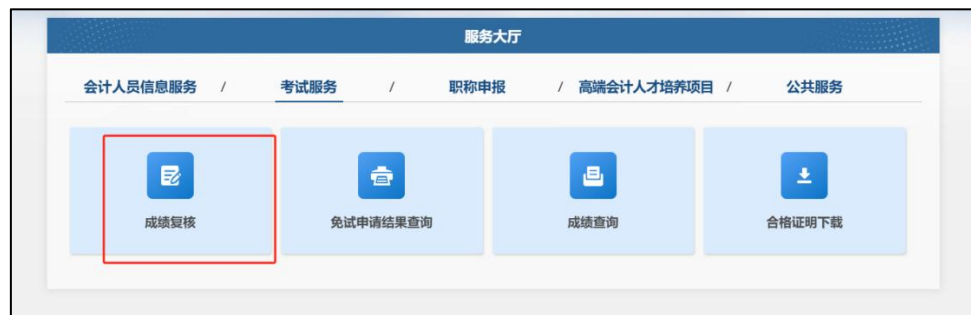 服务大厅
会计人员信息服务 / 考试服务 / 职称申报 / 高端会计人才培养项目 / 公共服务
成绩复核 免试申请结果查询 成绩查询 合格证明下载